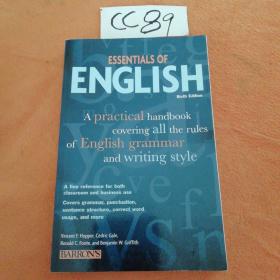 CC89
ESSENTIALS OF
ENGLISH
Sixth Edition
A practical handbook
covering all the rules
of English grammar
and writing style
A fine reference for both
classroom and business use
Covers grammar, punctuation,
sentence structure, correct word
usage, and more
Vincent F. Hopper, Cedric Gale,
Ronald C. Foote, and Benjamin W. Griffith
BARRON'S